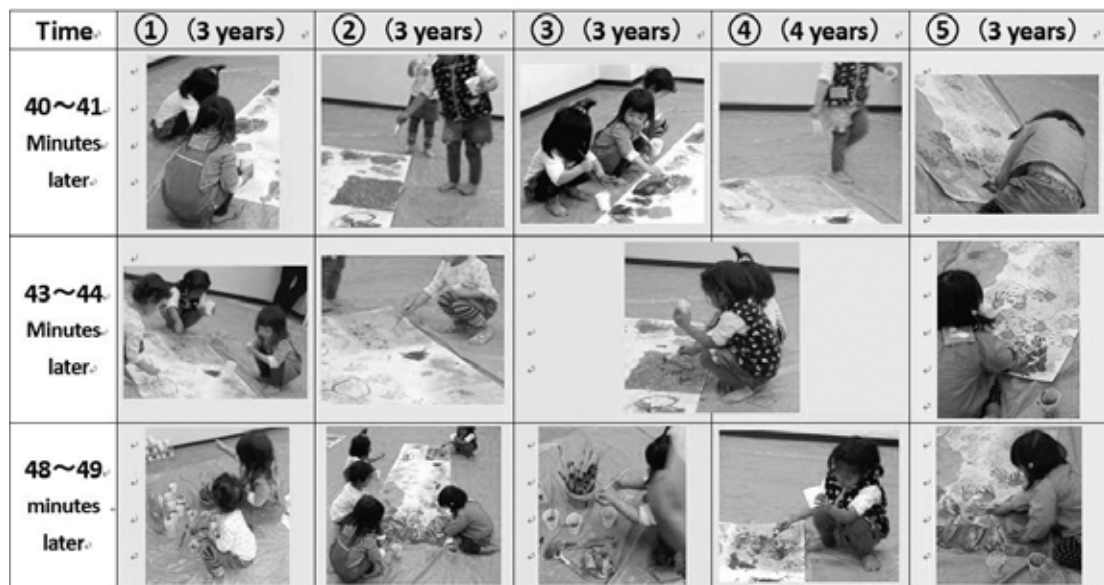 Time ① (3 years) ② (3 years) ③ (3 years) ④ (4 years) ⑤ (3 years)
40～41
Minutes
later
43～44
Minutes
later
48～49
minutes
later